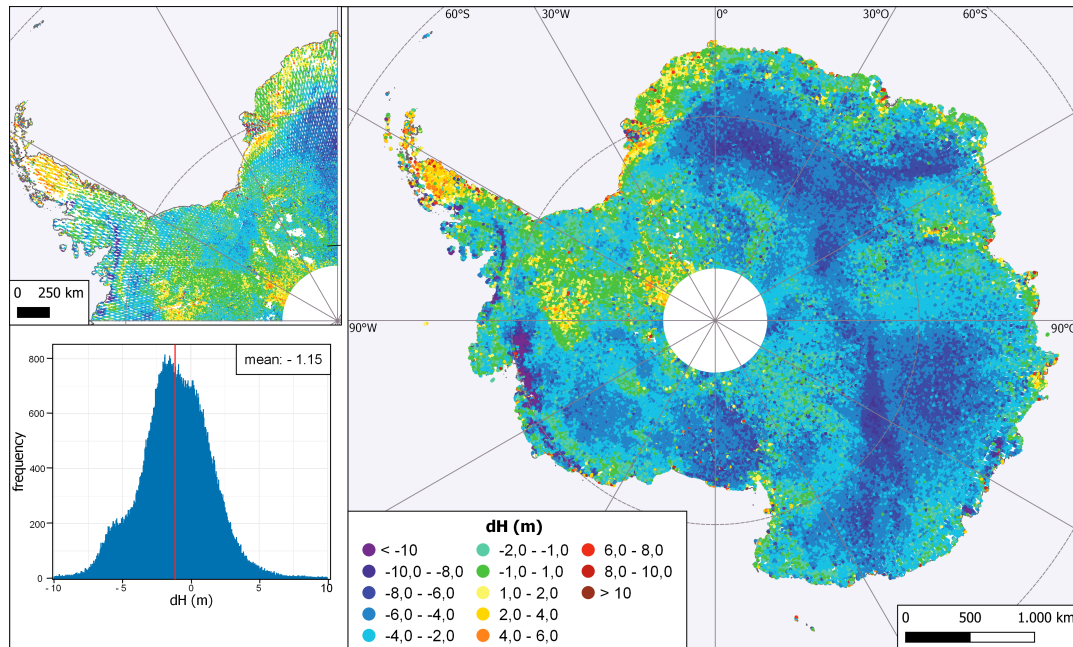 60°S 30°W 0° 30°O 60°S
0 250 km
90°W
90°O
mean: - 1.15
800
600
400
200
0
frequency
-10 -5 0 5 10
dH (m)
dH (m)
< -10 -2,0 - -1,0 6,0 - 8,0
-10,0 - -8,0 -1,0 - 1,0 8,0 - 10,0
-8,0 - -6,0 1,0 - 2,0 > 10
-6,0 - -4,0 2,0 - 4,0
-4,0 - -2,0 4,0 - 6,0
0 500 1.000 km